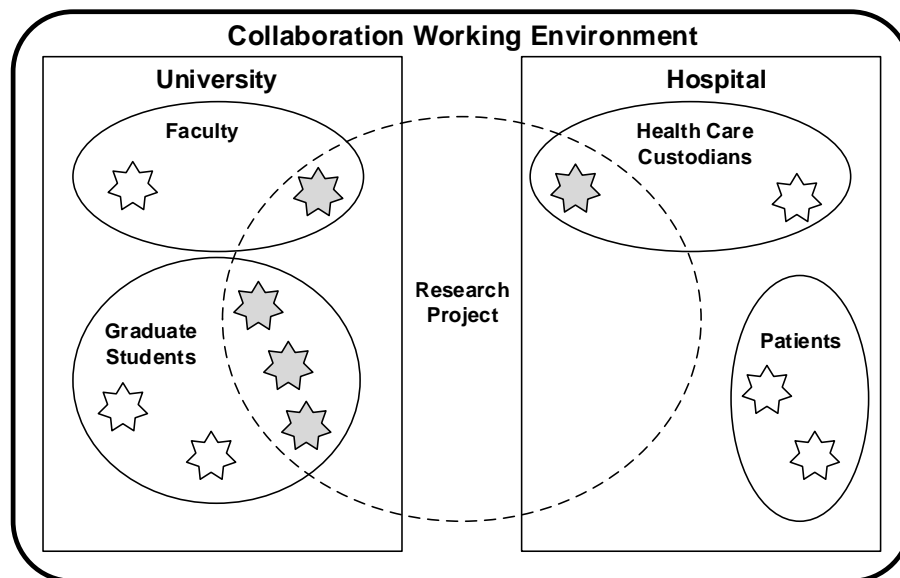 Collaboration Working Environment
University
Faculty
Graduate
Students
Research
Project
Hospital
Health Care
Custodians
Patients